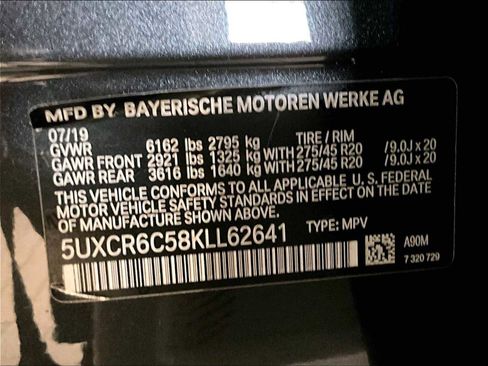 MFD BY BAYERISCHE MOTOREN WERKE AG
07/19 TIRE / RIM
GVWR 6162 lbs 2795 kg
GAWR FRONT 2921 lbs 1325 kg WITH 275/45 R20 / 9.0J x 20
GAWR REAR 3616 lbs 1640 kg WITH 275/45 R20 / 9.0J x 20
THIS VEHICLE CONFORMS TO ALL APPLICABLE U.S. FEDERAL
MOTOR VEHICLE SAFETY STANDARDS IN EFFECT ON THE DATE
OF MANUFACTURE SHOWN ABOVE.
5UXCR6C58KLL62641 TYPE: MPV
A90M
7 320 729